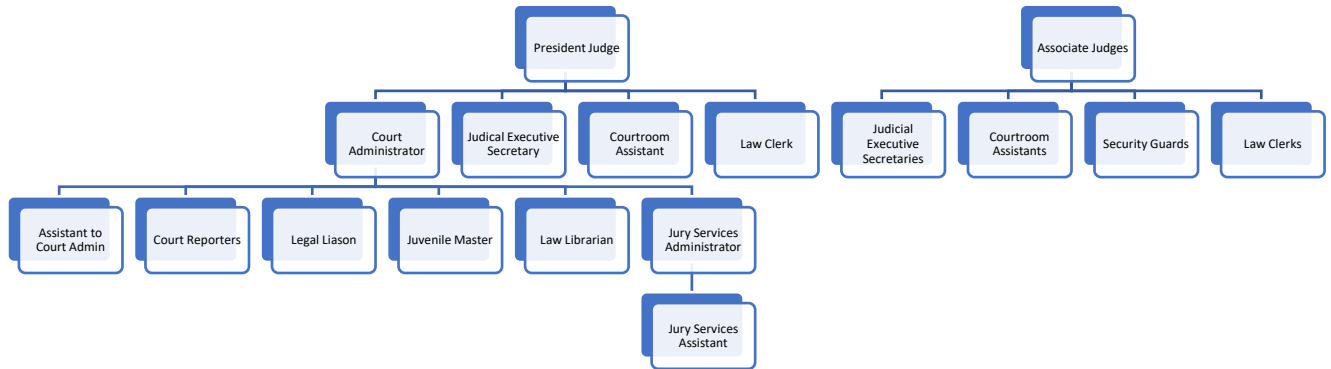 President Judge
Associate Judges
Court
Administrator
Judical Executive
Secretary
Courtroom
Assistant
Law Clerk
Judicial
Executive
Secretaries
Courtroom
Assistants
Security Guards
Law Clerks
Assistant to
Court Admin
Court Reporters
Legal Liason
Juvenile Master
Law Librarian
Jury Services
Administrator
Jury Services
Assistant